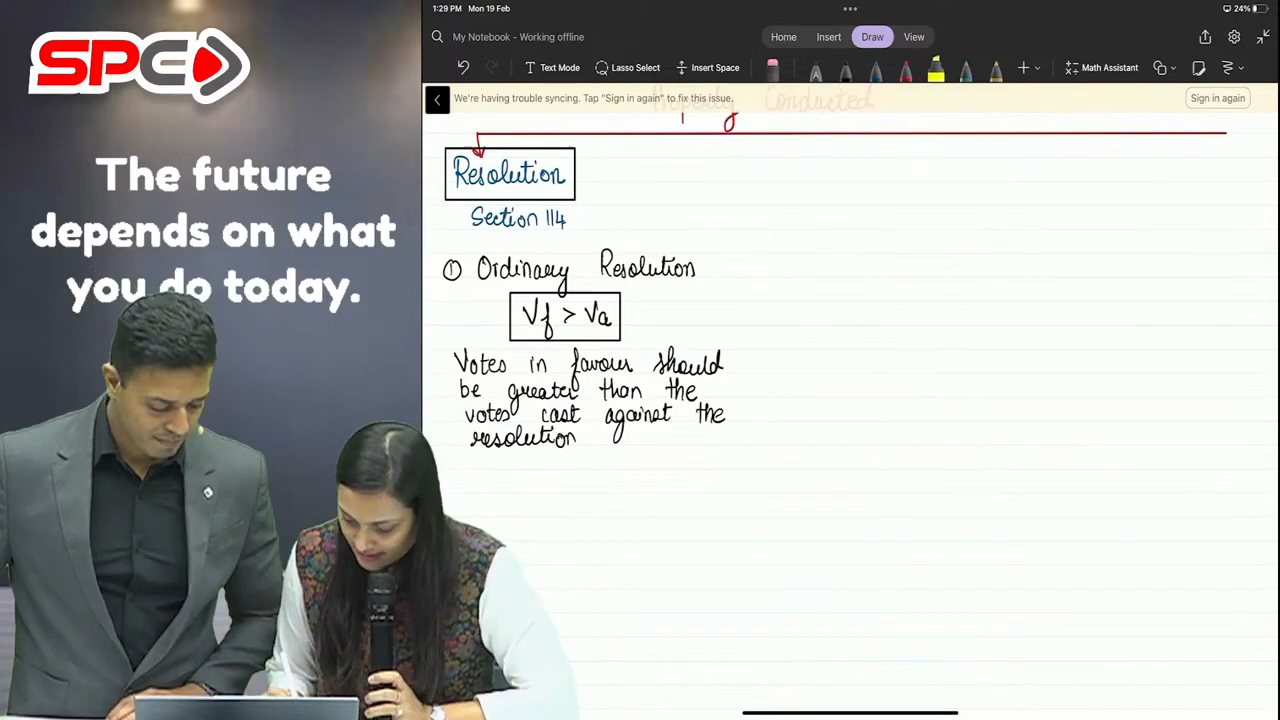 SPC
The future
depends on what
you do today.
1:29 PM Mon 19 Feb
24%
My Notebook - Working offline
Home Insert Draw View
Text Mode Lasso Select Insert Space Math Assistant
We're having trouble syncing. Tap "Sign in again" to fix this issue.
Sign in again
Properly Conducted
Resolution
Section 114
① Ordinary Resolution
Vf > Va
Votes in favour should
be greater than the
votes cast against the
resolution